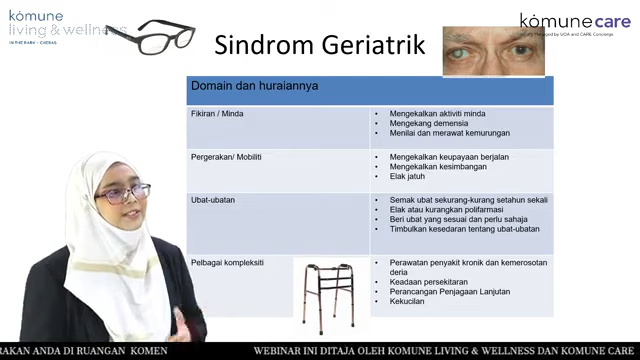 kòmune
living & wellness
IN THE PARK - CHERAS
kòmune care
Sindrom Geriatrik
Domain dan huraiannya
Fikiran / Minda
• Mengekalkan aktiviti minda
• Mengekang demensia
• Menilai dan merawat kemurungan
Pergerakan/ Mobiliti
• Mengekalkan keupayaan berjalan
• Mengekalkan kesimbangan
• Elak jatuh
Ubat-ubatan
• Semak ubat sekurang-kurang setahun sekali
• Elak atau kurangkan polifarmasi
• Beri ubat yang sesuai dan perlu sahaja
• Timbulkan kesedaran tentang ubat-ubatan
Pelbagai kompleksiti
• Perawatan penyakit kronik dan kemerosotan
deria
• Keadaan persekitaran
• Perancangan Penjagaan Lanjutan
• Kekucilan
RAKAN ANDA DI RUANGAN KOMEN
WEBINAR INI DITAJA OLEH KOMUNE LIVING & WELLNESS DAN KOMUNE CARE